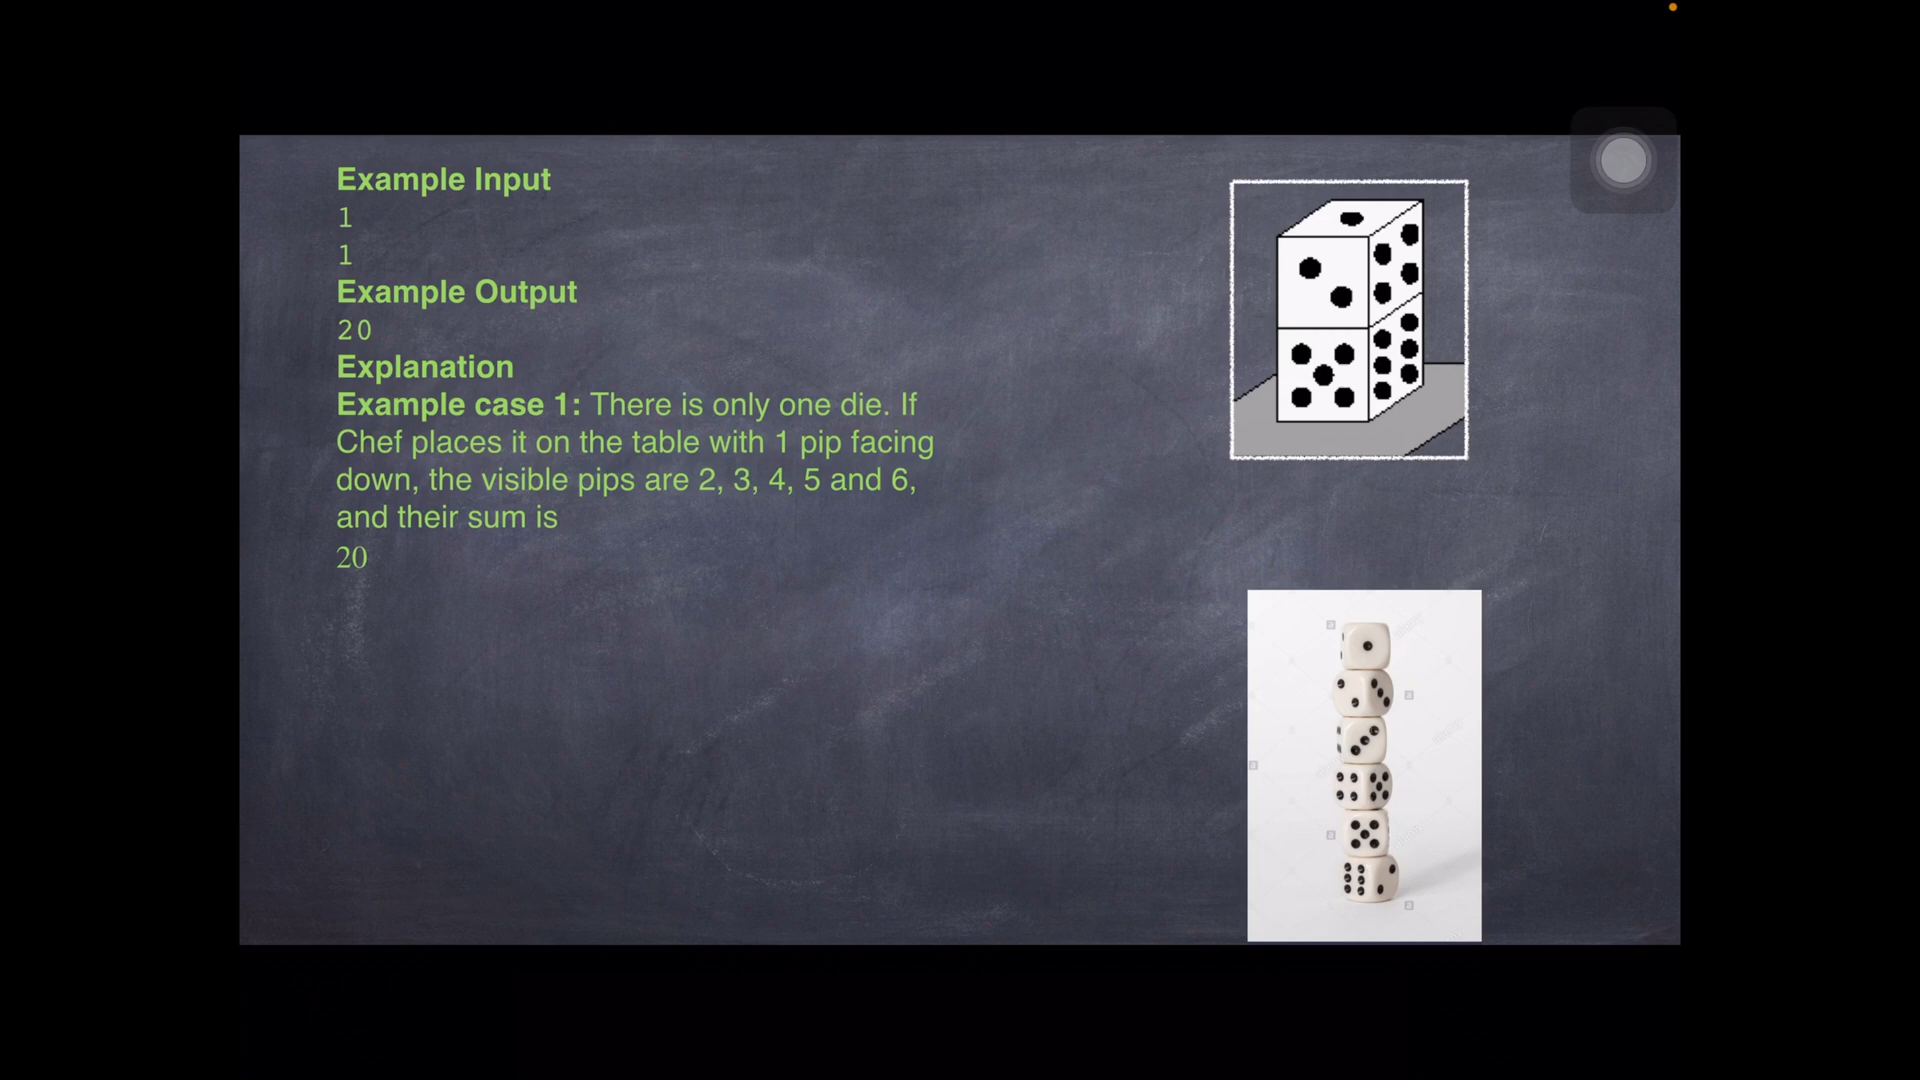 Example Input
1
1
Example Output
20
Explanation
Example case 1: There is only one die. If
Chef places it on the table with 1 pip facing
down, the visible pips are 2, 3, 4, 5 and 6,
and their sum is
20
a
a
a
a
a